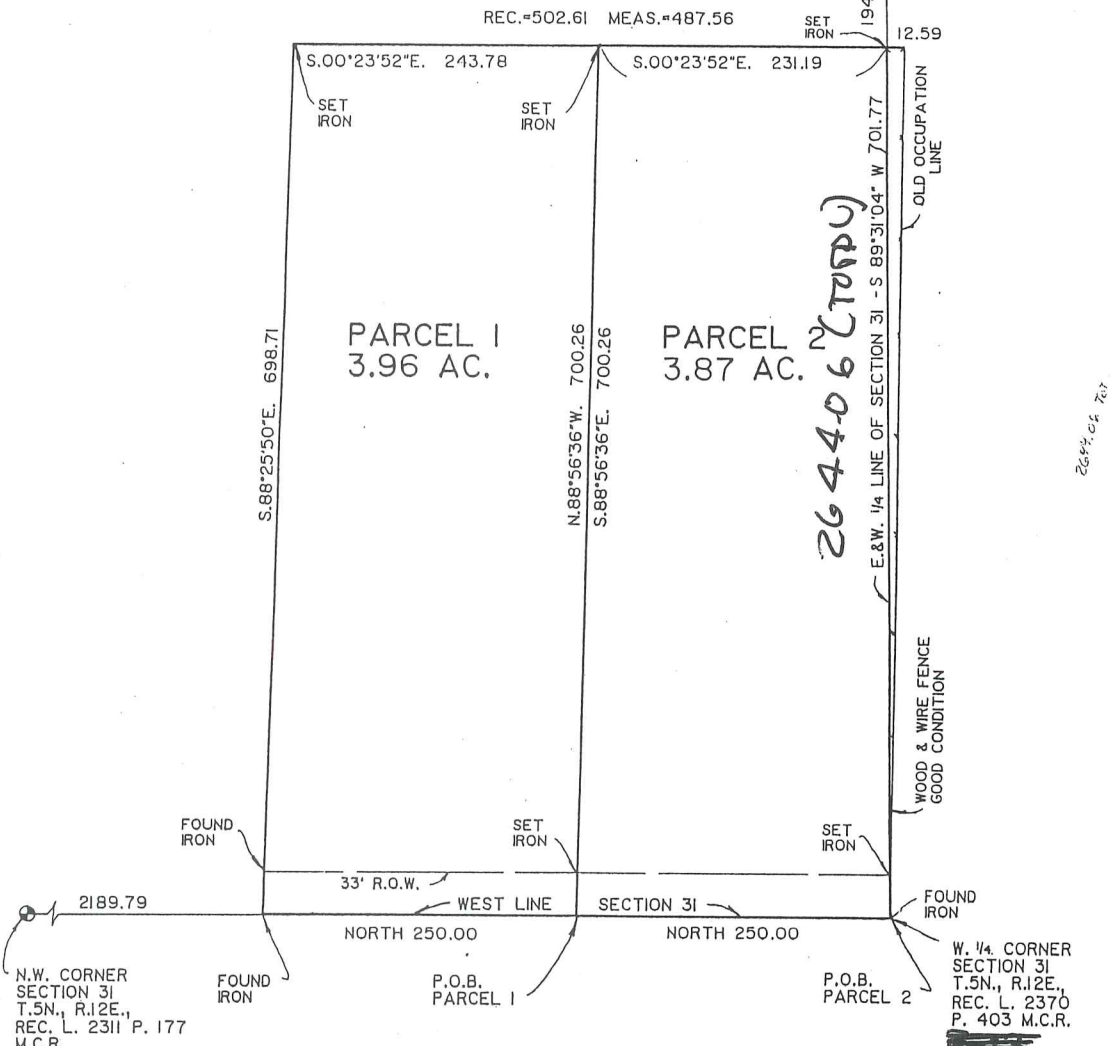 REC.=502.61 MEAS.=487.56
194
SET
IRON
12.59
S.00°23'52"E. 243.78
S.00°23'52"E. 231.19
SET
IRON
SET
IRON
OLD OCCUPATION
LINE
E.&W. 1/4 LINE OF SECTION 31 - S 89°31'04" W 701.77
PARCEL 1
3.96 AC.
PARCEL 2
3.87 AC.
264406 (TOTAL)
S.88°25'50"E. 698.71
N.88°56'36"W. 700.26
S.88°56'36"E. 700.26
2644.06 TOT
WOOD & WIRE FENCE
GOOD CONDITION
FOUND
IRON
SET
IRON
SET
IRON
33' R.O.W.
2189.79
WEST LINE SECTION 31
FOUND
IRON
NORTH 250.00
NORTH 250.00
N.W. CORNER
SECTION 31
T.5N., R.12E.,
REC. L. 2311 P. 177
M.C.R.
FOUND
IRON
P.O.B.
PARCEL 1
P.O.B.
PARCEL 2
W. 1/4 CORNER
SECTION 31
T.5N., R.12E.,
REC. L. 2370
P. 403 M.C.R.